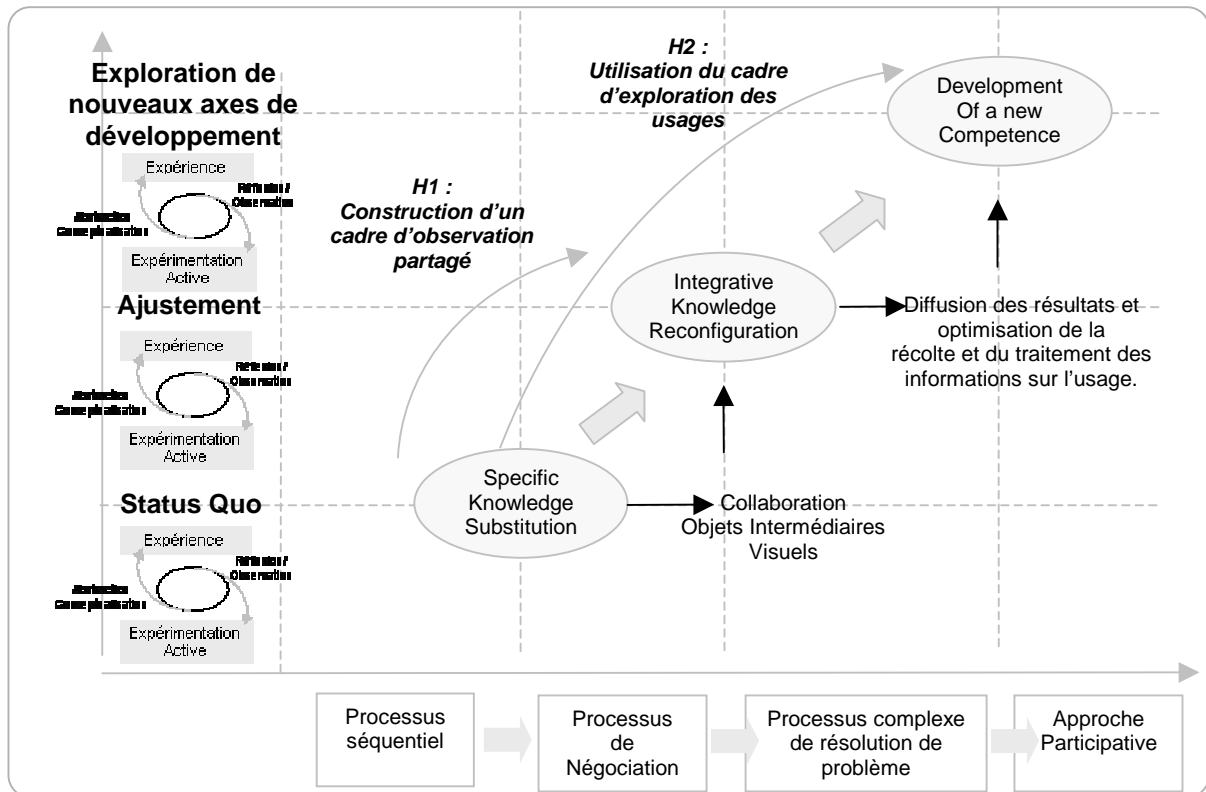 Exploration de
nouveaux axes de
développement
Expérience
Observation
Expérimentation
Active
H1 :
Construction d'un
cadre d'observation
partagé
H2 :
Utilisation du cadre
d'exploration des
usages
Development
Of a new
Competence
Ajustement
Expérience
Observation
Expérimentation
Active
Integrative
Knowledge
Reconfiguration
Diffusion des résultats et
optimisation de la
récolte et du traitement des
informations sur l'usage.
Status Quo
Expérience
Observation
Expérimentation
Active
Specific
Knowledge
Substitution
Collaboration
Objets Intermédiaires
Visuels
Processus
séquentiel
Processus
de
Négociation
Processus complexe
de résolution de
problème
Approche
Participative